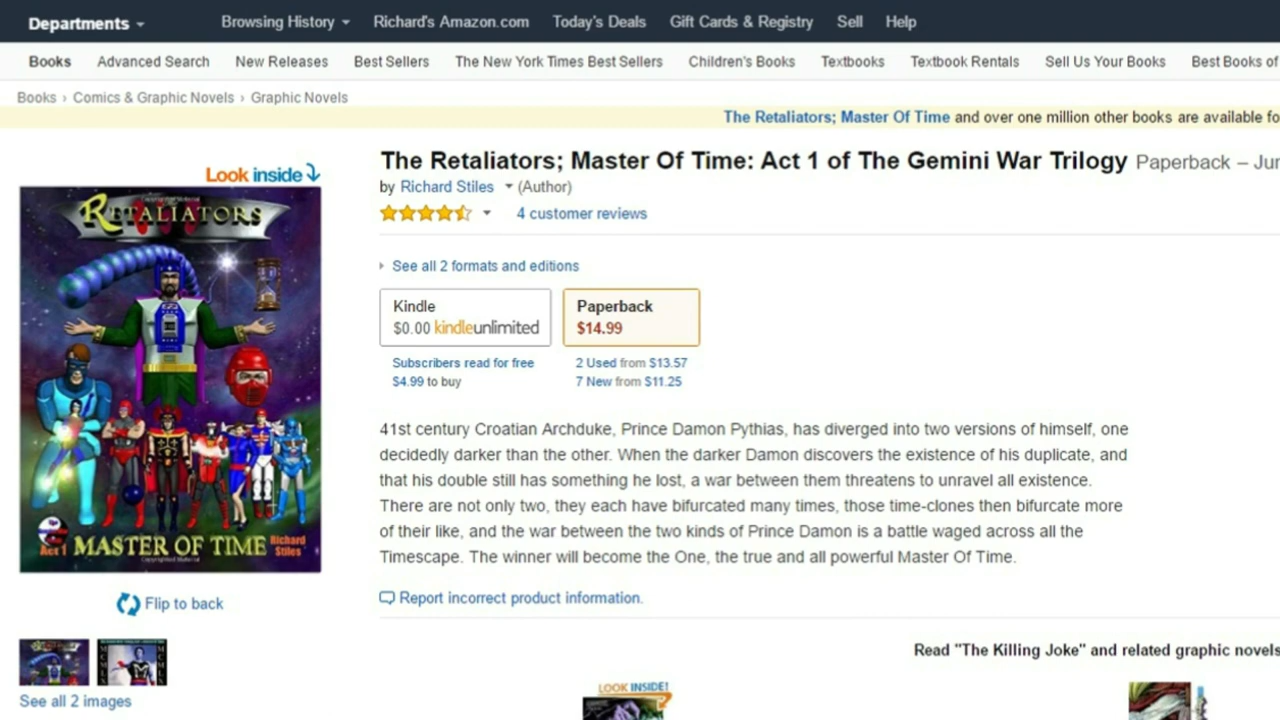 Departments Browsing History Richard's Amazon.com Today's Deals Gift Cards & Registry Sell Help
Books Advanced Search New Releases Best Sellers The New York Times Best Sellers Children's Books Textbooks Textbook Rentals Sell Us Your Books Best Books of
Books › Comics & Graphic Novels › Graphic Novels
The Retaliators; Master Of Time and over one million other books are available fo
Look inside
RETALIATORS
Act 1 MASTER OF TIME Richard Stiles
Copyrighted Material
Flip to back
See all 2 images
The Retaliators; Master Of Time: Act 1 of The Gemini War Trilogy Paperback – Jun
by Richard Stiles (Author)
4 customer reviews
See all 2 formats and editions
Kindle
$0.00 kindleunlimited
Subscribers read for free
$4.99 to buy
Paperback
$14.99
2 Used from $13.57
7 New from $11.25
41st century Croatian Archduke, Prince Damon Pythias, has diverged into two versions of himself, one
decidedly darker than the other. When the darker Damon discovers the existence of his duplicate, and
that his double still has something he lost, a war between them threatens to unravel all existence.
There are not only two, they each have bifurcated many times, those time-clones then bifurcate more
of their like, and the war between the two kinds of Prince Damon is a battle waged across all the
Timescape. The winner will become the One, the true and all powerful Master Of Time.
Report incorrect product information.
Read "The Killing Joke" and related graphic novels
LOOK INSIDE!